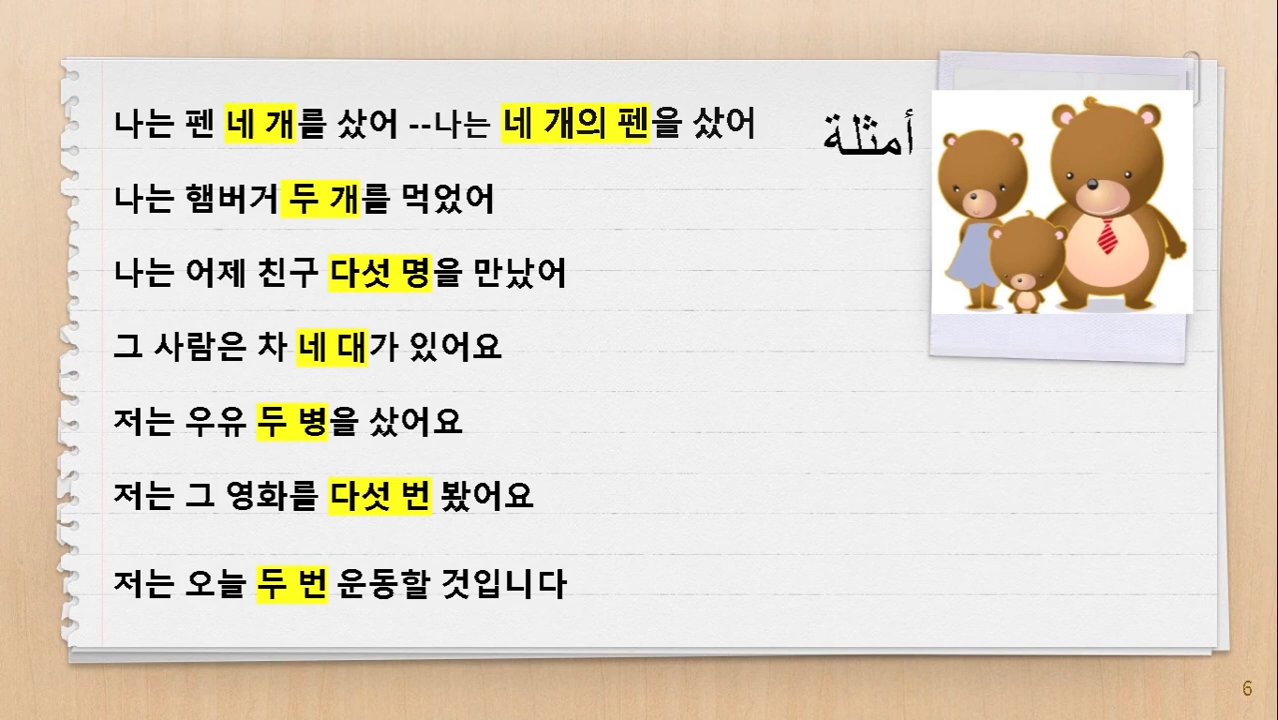 나는 펜 네 개를 샀어 --나는 네 개의 펜을 샀어
أمثلة
나는 햄버거 두 개를 먹었어
나는 어제 친구 다섯 명을 만났어
그 사람은 차 네 대가 있어요
저는 우유 두 병을 샀어요
저는 그 영화를 다섯 번 봤어요
저는 오늘 두 번 운동할 것입니다
6